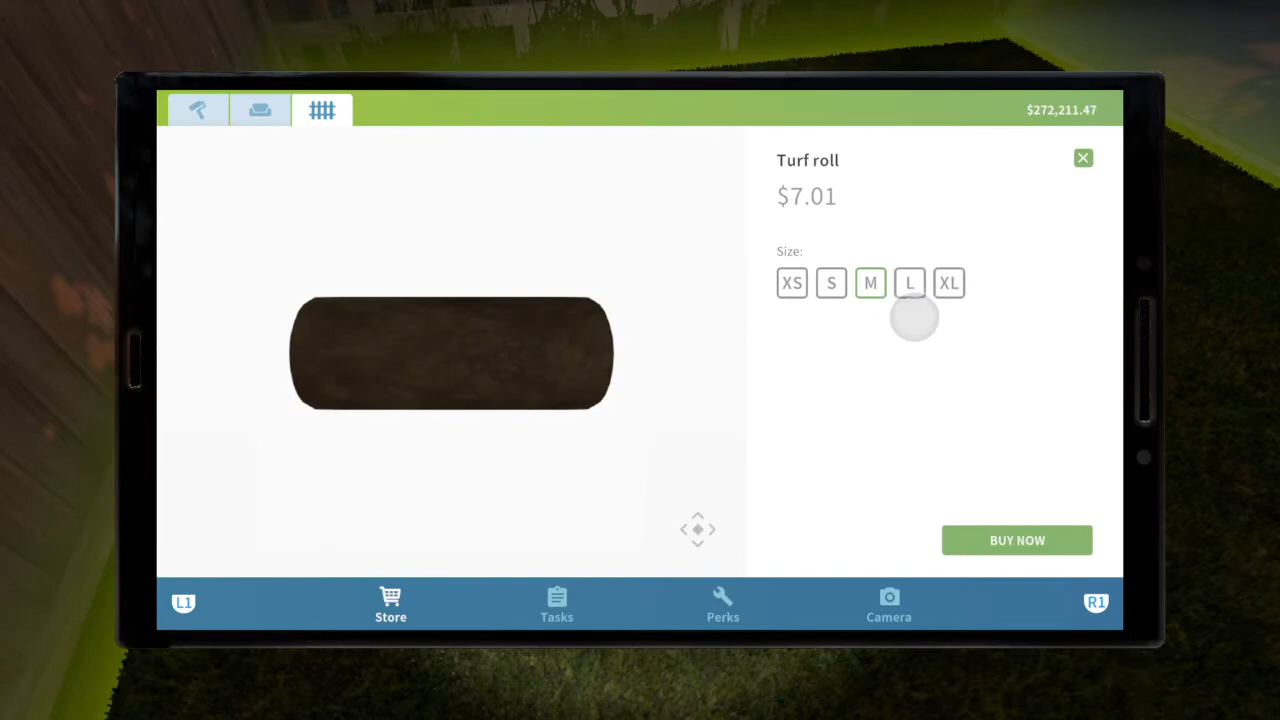 $272,211.47
Turf roll
$7.01
Size:
XS S M L XL
BUY NOW
L1 Store Tasks Perks Camera R1